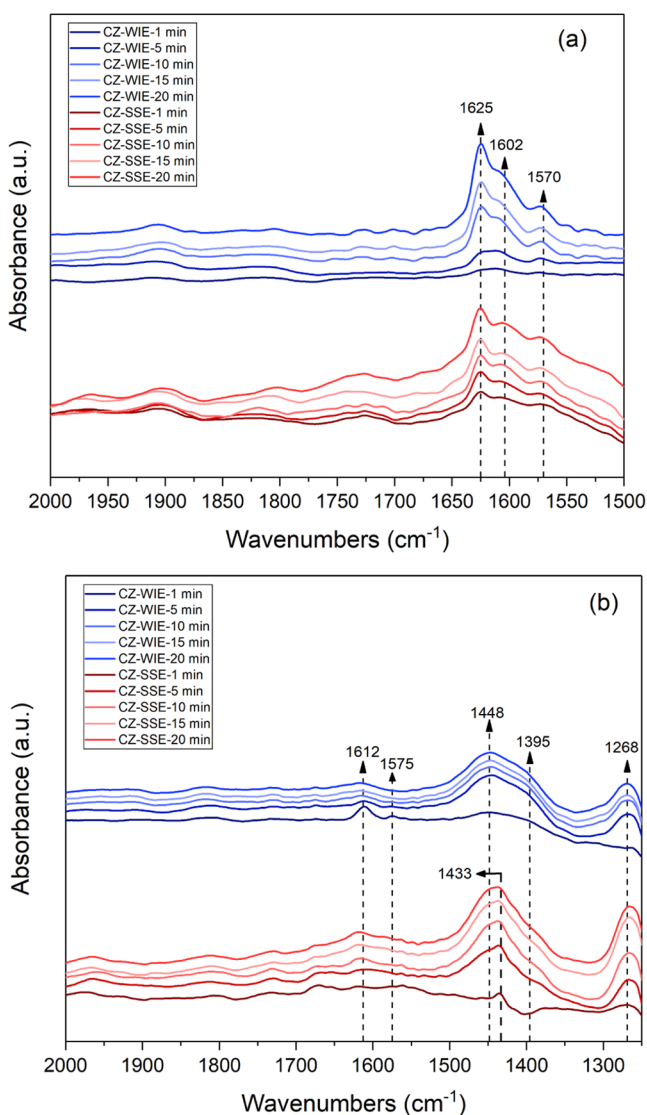 (a)
CZ-WIE-1 min
CZ-WIE-5 min
CZ-WIE-10 min
CZ-WIE-15 min
CZ-WIE-20 min
CZ-SSE-1 min
CZ-SSE-5 min
CZ-SSE-10 min
CZ-SSE-15 min
CZ-SSE-20 min
1625
1602
1570
Absorbance (a.u.)
2000 1950 1900 1850 1800 1750 1700 1650 1600 1550 1500
Wavenumbers (cm⁻¹)
(b)
CZ-WIE-1 min
CZ-WIE-5 min
CZ-WIE-10 min
CZ-WIE-15 min
CZ-WIE-20 min
CZ-SSE-1 min
CZ-SSE-5 min
CZ-SSE-10 min
CZ-SSE-15 min
CZ-SSE-20 min
1612
1575
1448
1395
1268
1433
Absorbance (a.u.)
2000 1900 1800 1700 1600 1500 1400 1300
Wavenumbers (cm⁻¹)